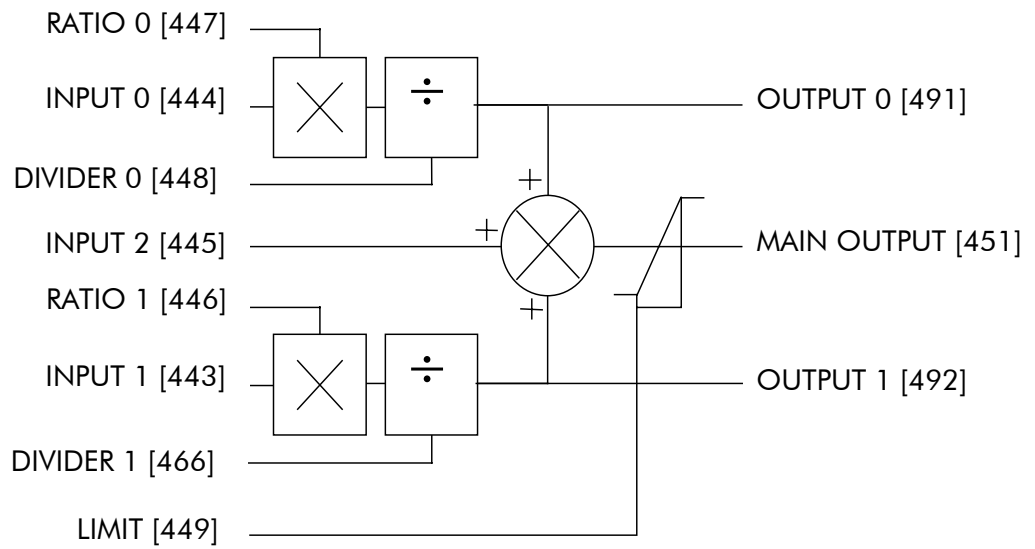 RATIO 0 [447]
INPUT 0 [444]
OUTPUT 0 [491]
DIVIDER 0 [448]
INPUT 2 [445]
MAIN OUTPUT [451]
RATIO 1 [446]
INPUT 1 [443]
OUTPUT 1 [492]
DIVIDER 1 [466]
LIMIT [449]